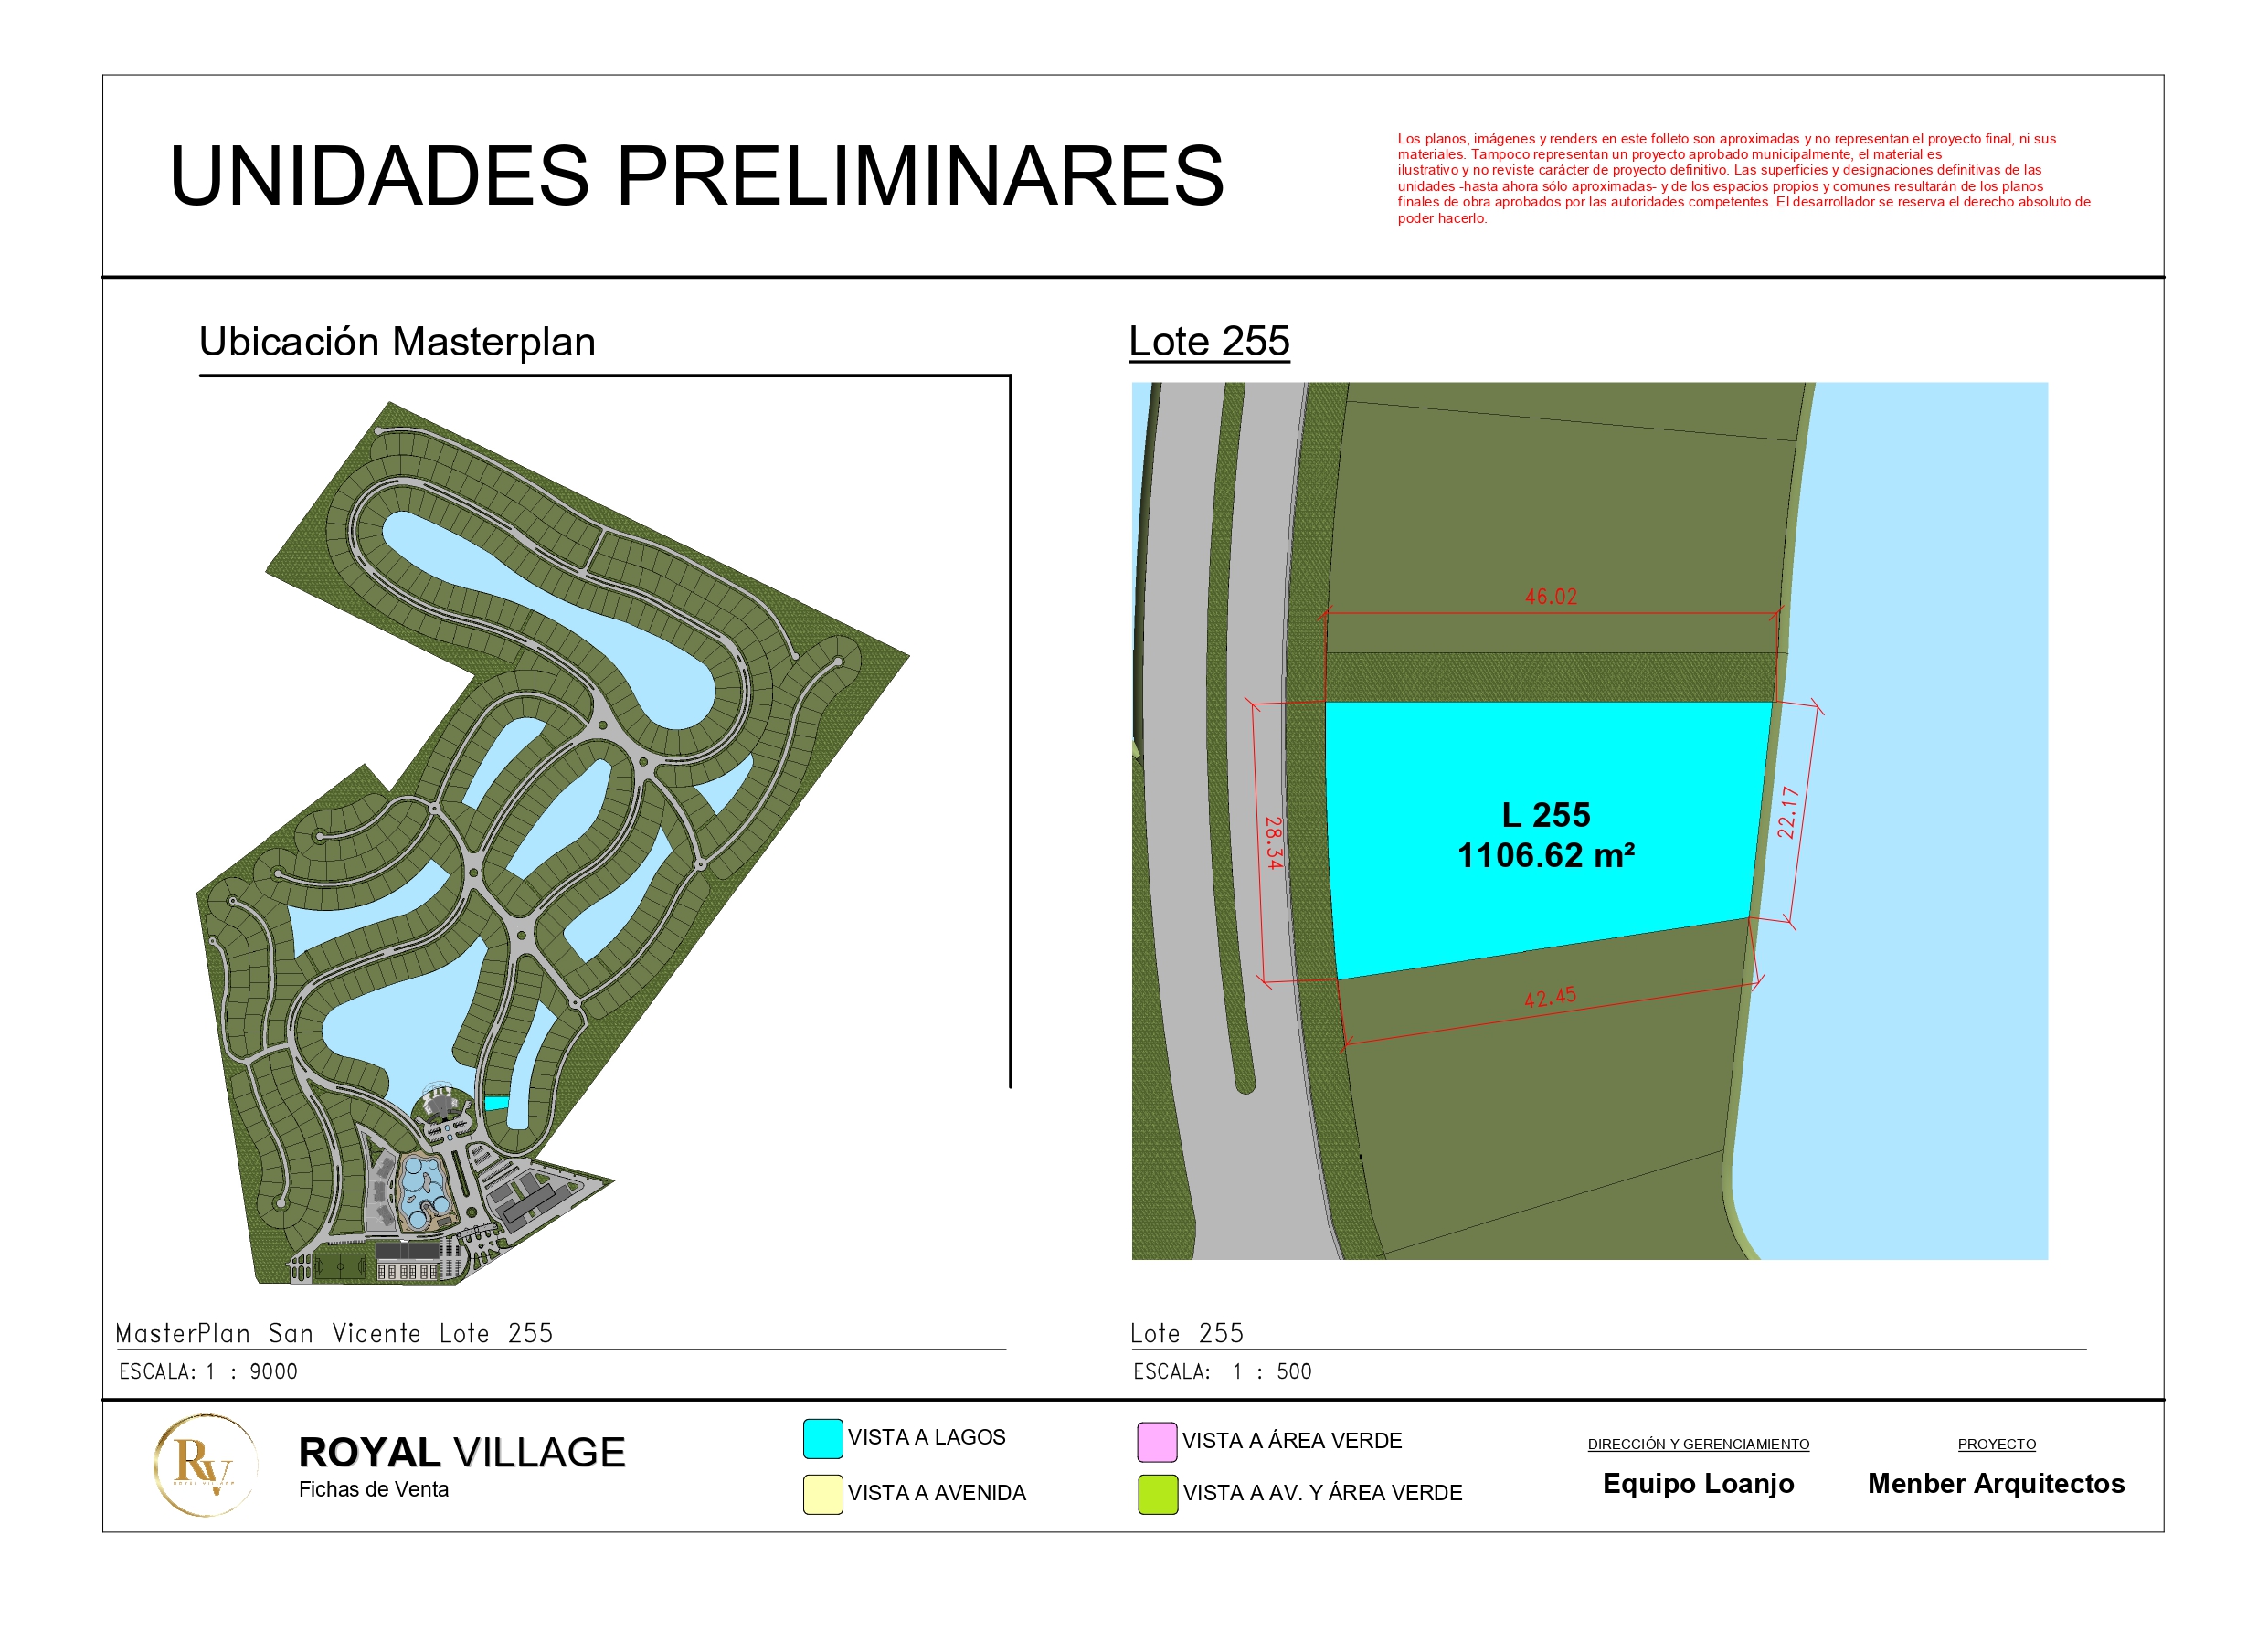 UNIDADES PRELIMINARES
Los planos, imágenes y renders en este folleto son aproximadas y no representan el proyecto final, ni sus
materiales. Tampoco representan un proyecto aprobado municipalmente, el material es
ilustrativo y no reviste carácter de proyecto definitivo. Las superficies y designaciones definitivas de las
unidades -hasta ahora sólo aproximadas- y de los espacios propios y comunes resultarán de los planos
finales de obra aprobados por las autoridades competentes. El desarrollador se reserva el derecho absoluto de
poder hacerlo.
Ubicación Masterplan
Lote 255
46.02
28.34
22.17
L 255
1106.62 m²
42.45
MasterPlan San Vicente Lote 255
ESCALA: 1 : 9000
Lote 255
ESCALA: 1 : 500
RV
ROYAL VILLAGE
ROYAL VILLAGE
Fichas de Venta
VISTA A LAGOS
VISTA A AVENIDA
VISTA A ÁREA VERDE
VISTA A AV. Y ÁREA VERDE
DIRECCIÓN Y GERENCIAMIENTO
Equipo Loanjo
PROYECTO
Menber Arquitectos